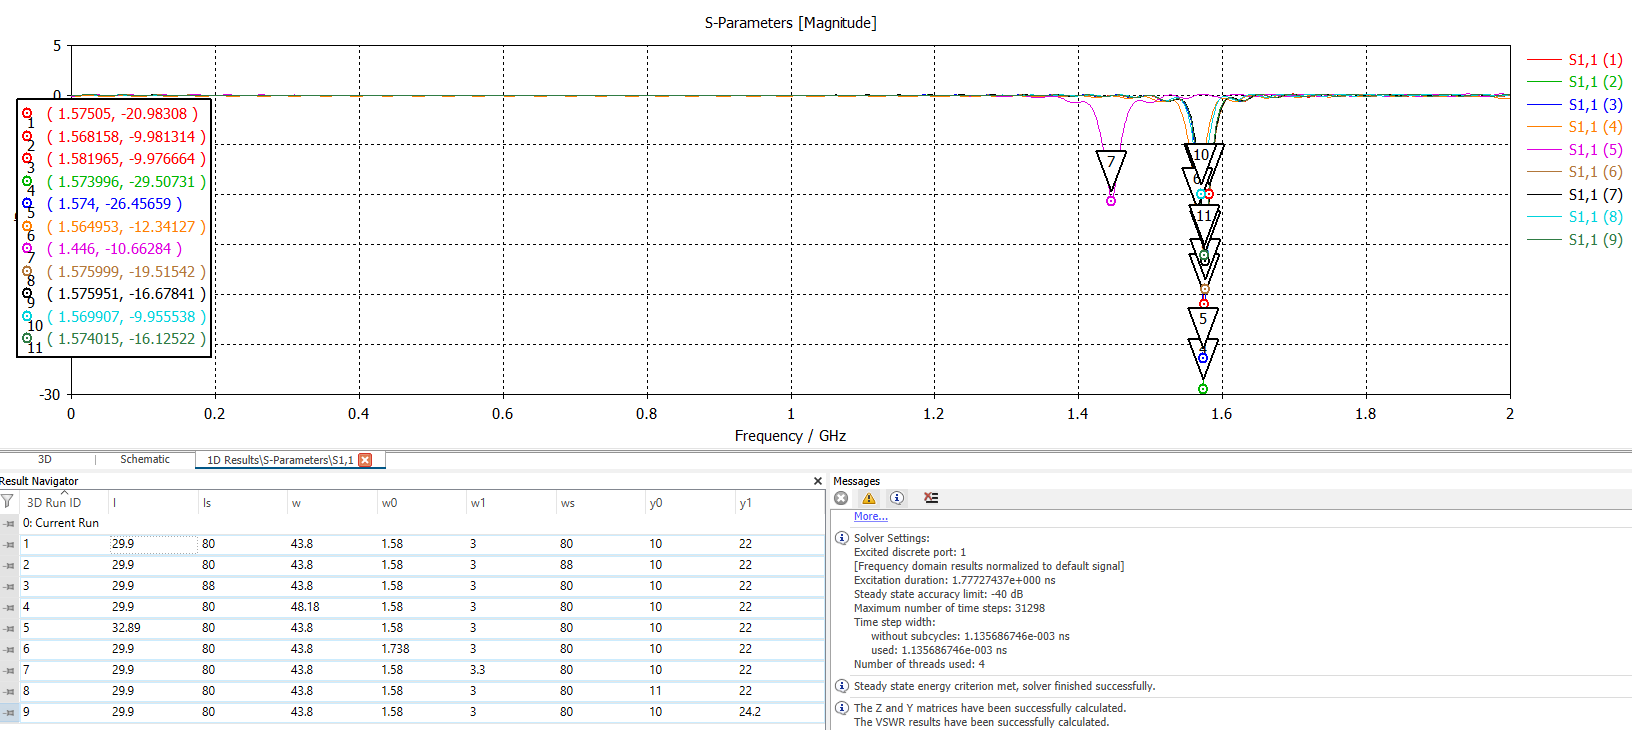 S-Parameters [Magnitude]
5
0
-30
( 1.57505, -20.98308 )
1
( 1.568158, -9.981314 )
2
( 1.581965, -9.976664 )
3
( 1.573996, -29.50731 )
4
( 1.574, -26.45659 )
5
( 1.564953, -12.34127 )
6
( 1.446, -10.66284 )
7
( 1.575999, -19.51542 )
8
( 1.575951, -16.67841 )
9
( 1.569907, -9.955538 )
10
( 1.574015, -16.12522 )
11
7
10
6
11
5
4
S1,1 (1)
S1,1 (2)
S1,1 (3)
S1,1 (4)
S1,1 (5)
S1,1 (6)
S1,1 (7)
S1,1 (8)
S1,1 (9)
0 0.2 0.4 0.6 0.8 1 1.2 1.4 1.6 1.8 2
Frequency / GHz
3D Schematic 1D Results\S-Parameters\S1,1
Result Navigator
3D Run ID l ls w w0 w1 ws y0 y1
0: Current Run
1 29.9 80 43.8 1.58 3 80 10 22
2 29.9 80 43.8 1.58 3 88 10 22
3 29.9 88 43.8 1.58 3 80 10 22
4 29.9 80 48.18 1.58 3 80 10 22
5 32.89 80 43.8 1.58 3 80 10 22
6 29.9 80 43.8 1.738 3 80 10 22
7 29.9 80 43.8 1.58 3.3 80 10 22
8 29.9 80 43.8 1.58 3 80 11 22
9 29.9 80 43.8 1.58 3 80 10 24.2
Messages
More...
Solver Settings:
Excited discrete port: 1
[Frequency domain results normalized to default signal]
Excitation duration: 1.77727437e+000 ns
Steady state accuracy limit: -40 dB
Maximum number of time steps: 31298
Time step width:
without subcycles: 1.135686746e-003 ns
used: 1.135686746e-003 ns
Number of threads used: 4
Steady state energy criterion met, solver finished successfully.
The Z and Y matrices have been successfully calculated.
The VSWR results have been successfully calculated.